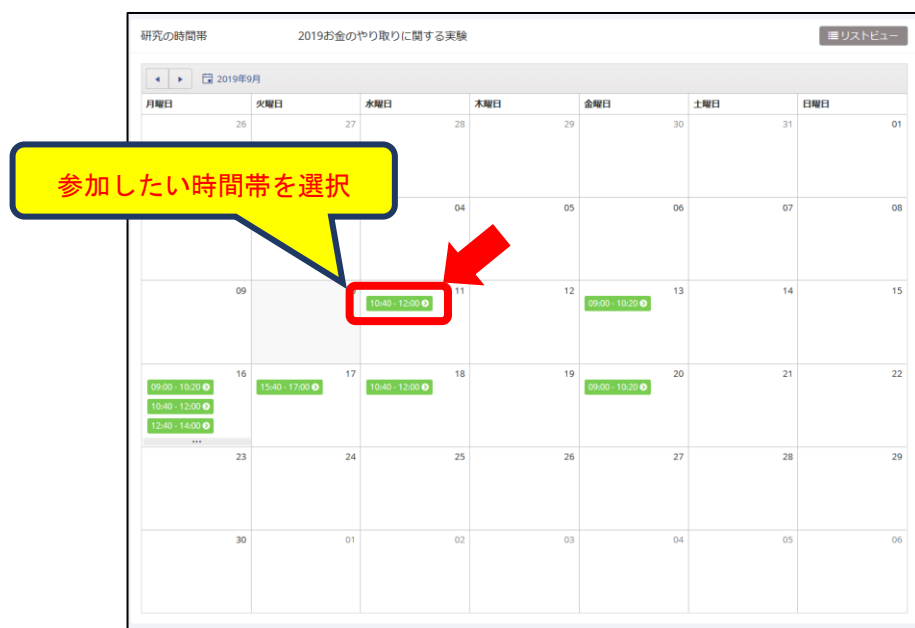 研究の時間帯 2019お金のやり取りに関する実験 リストビュー
2019年9月
月曜日 火曜日 水曜日 木曜日 金曜日 土曜日 日曜日
26 27 28 29 30 31 01
参加したい時間帯を選択
04 05 06 07 08
09 11 12 13 14 15
10:40 - 12:00 09:00 - 10:20
16 17 18 19 20 21 22
09:00 - 10:20 15:40 - 17:00 10:40 - 12:00 09:00 - 10:20
10:40 - 12:00
12:40 - 14:00
...
23 24 25 26 27 28 29
30 01 02 03 04 05 06